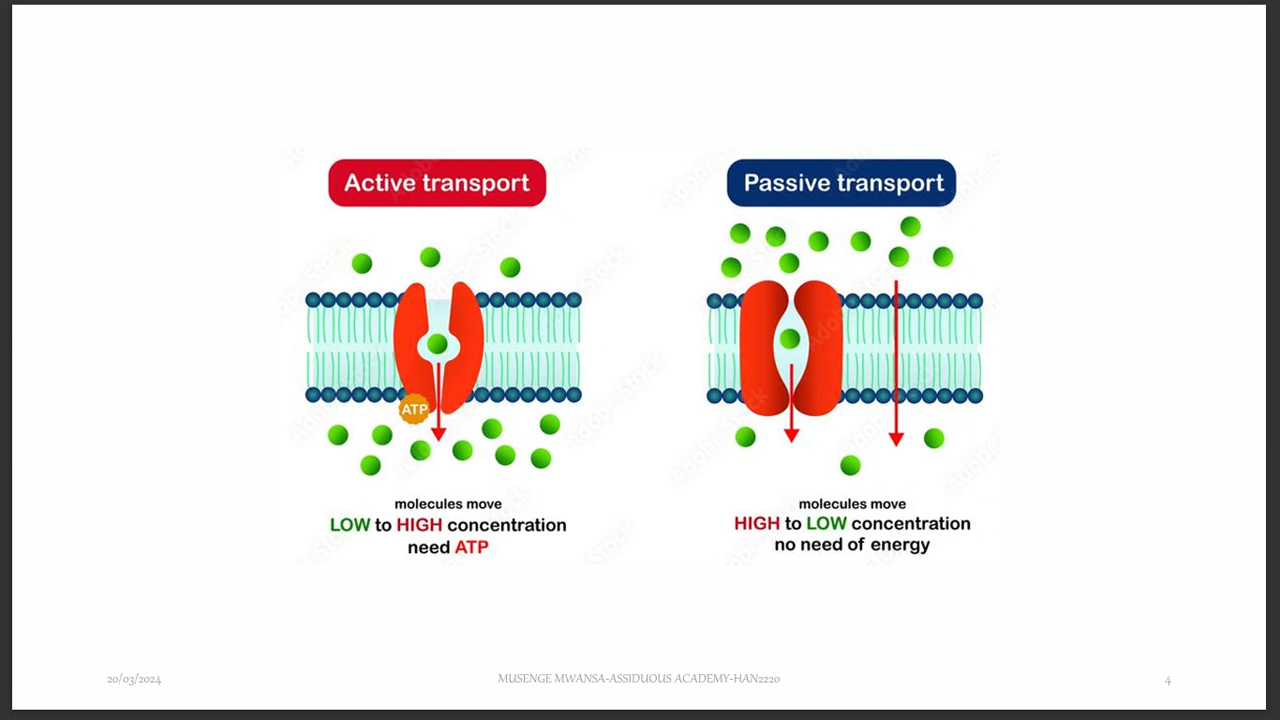 Active transport
Passive transport
ATP
molecules move
LOW to HIGH concentration
need ATP
molecules move
HIGH to LOW concentration
no need of energy
20/03/2024
MUSENGE MWANSA-ASSIDUOUS ACADEMY-HAN2220
4